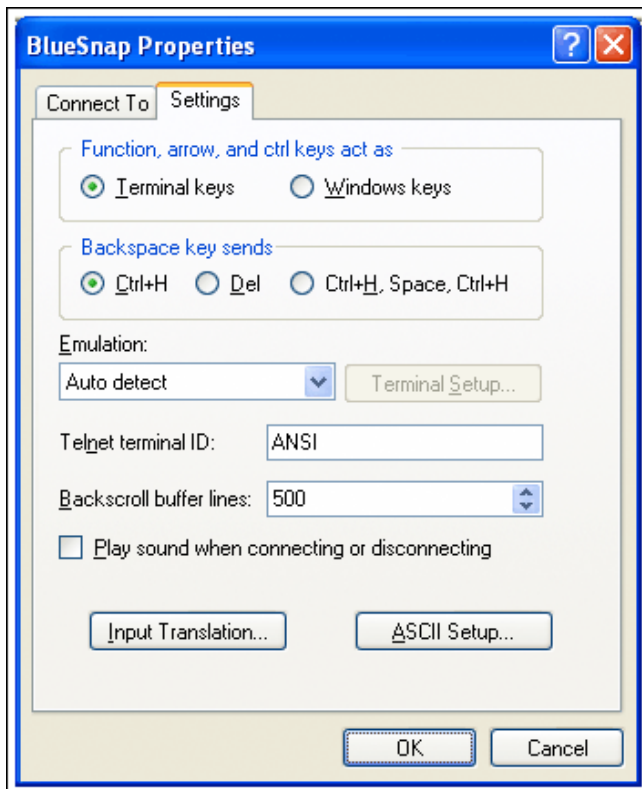 BlueSnap Properties
Connect To Settings
Function, arrow, and ctrl keys act as
Terminal keys Windows keys
Backspace key sends
Ctrl+H Del Ctrl+H, Space, Ctrl+H
Emulation:
Auto detect Terminal Setup...
Telnet terminal ID: ANSI
Backscroll buffer lines: 500
Play sound when connecting or disconnecting
Input Translation... ASCII Setup...
OK Cancel